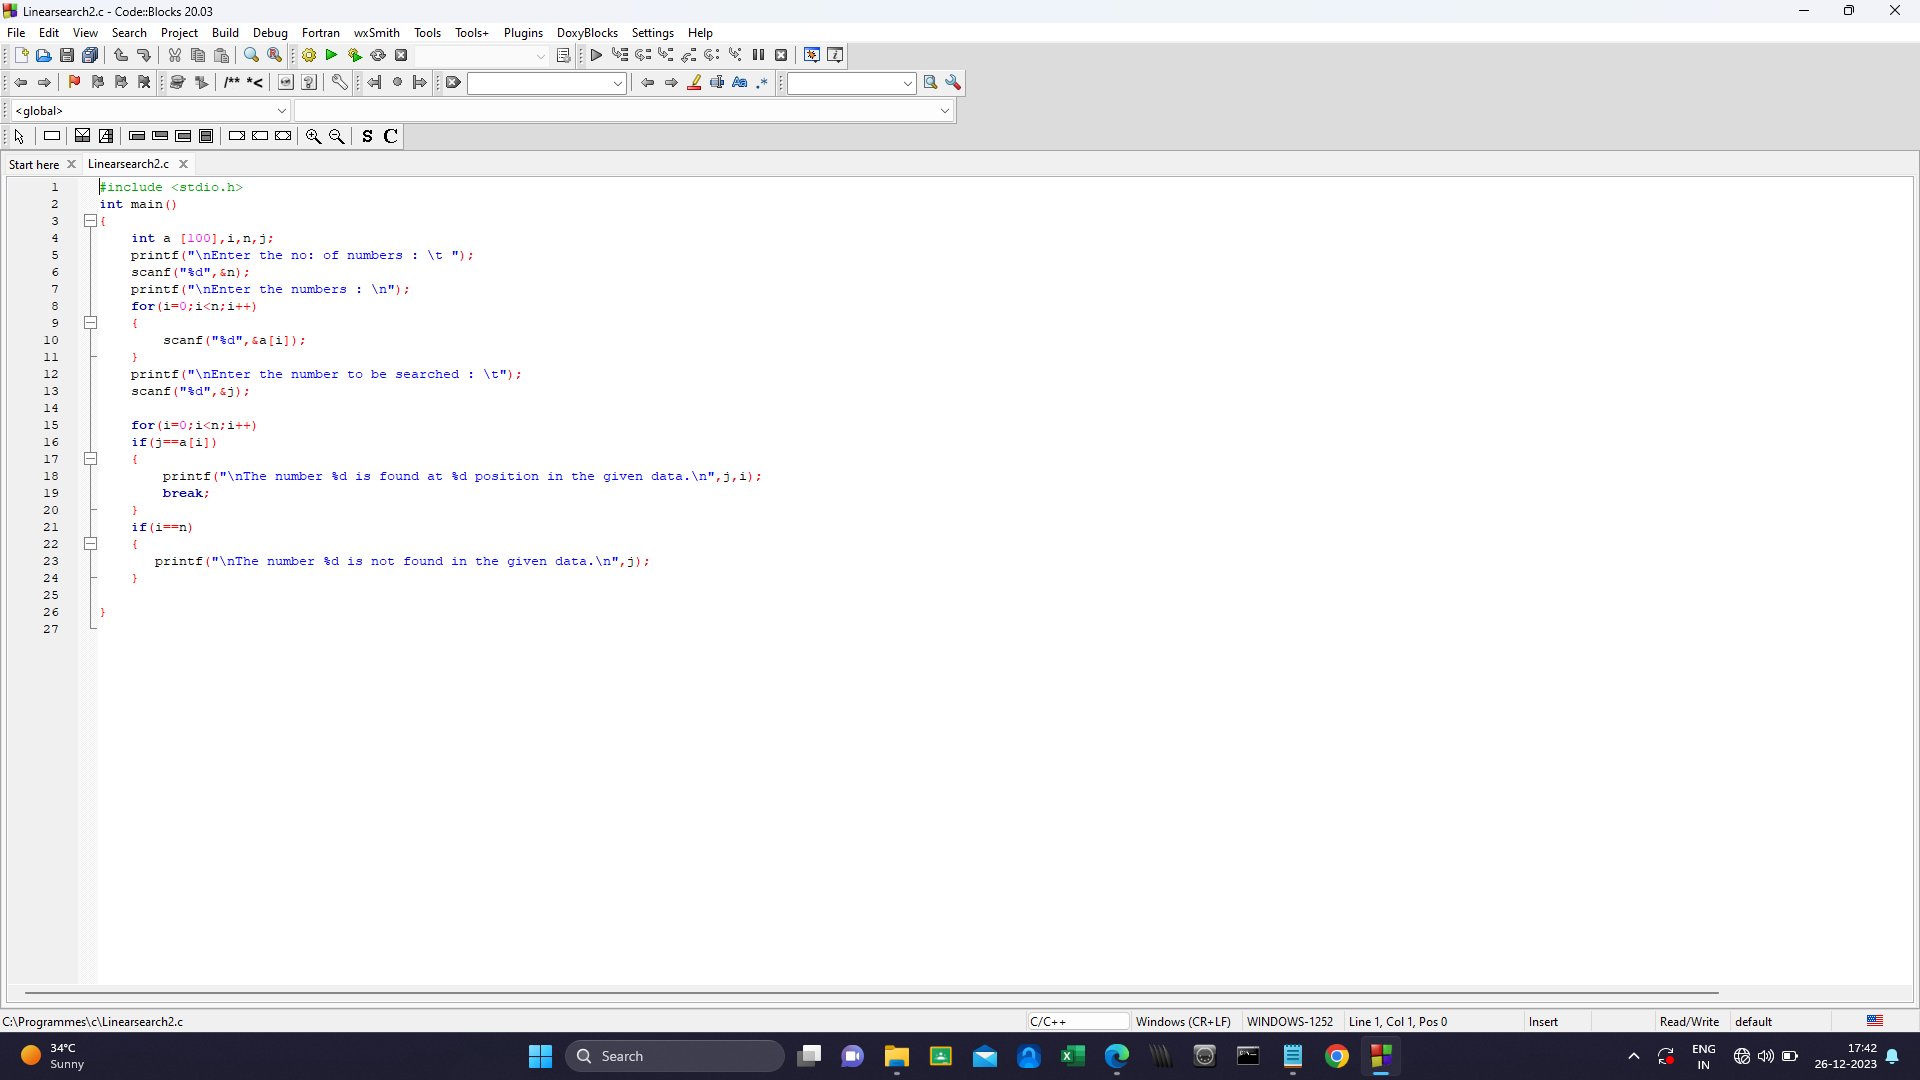 Linearsearch2.c - Code::Blocks 20.03
File Edit View Search Project Build Debug Fortran wxSmith Tools Tools+ Plugins DoxyBlocks Settings Help
/** *<
<global>
S C
Start here Linearsearch2.c
1 #include <stdio.h>
2 int main()
3 {
4 int a [100],i,n,j;
5 printf("\nEnter the no: of numbers : \t ");
6 scanf("%d",&n);
7 printf("\nEnter the numbers : \n");
8 for(i=0;i<n;i++)
9 {
10 scanf("%d",&a[i]);
11 }
12 printf("\nEnter the number to be searched : \t");
13 scanf("%d",&j);
14
15 for(i=0;i<n;i++)
16 if(j==a[i])
17 {
18 printf("\nThe number %d is found at %d position in the given data.\n",j,i);
19 break;
20 }
21 if(i==n)
22 {
23 printf("\nThe number %d is not found in the given data.\n",j);
24 }
25
26 }
27
C:\Programmes\c\Linearsearch2.c C/C++ Windows (CR+LF) WINDOWS-1252 Line 1, Col 1, Pos 0 Insert Read/Write default
34°C
Sunny
Search
ENG
IN
17:42
26-12-2023